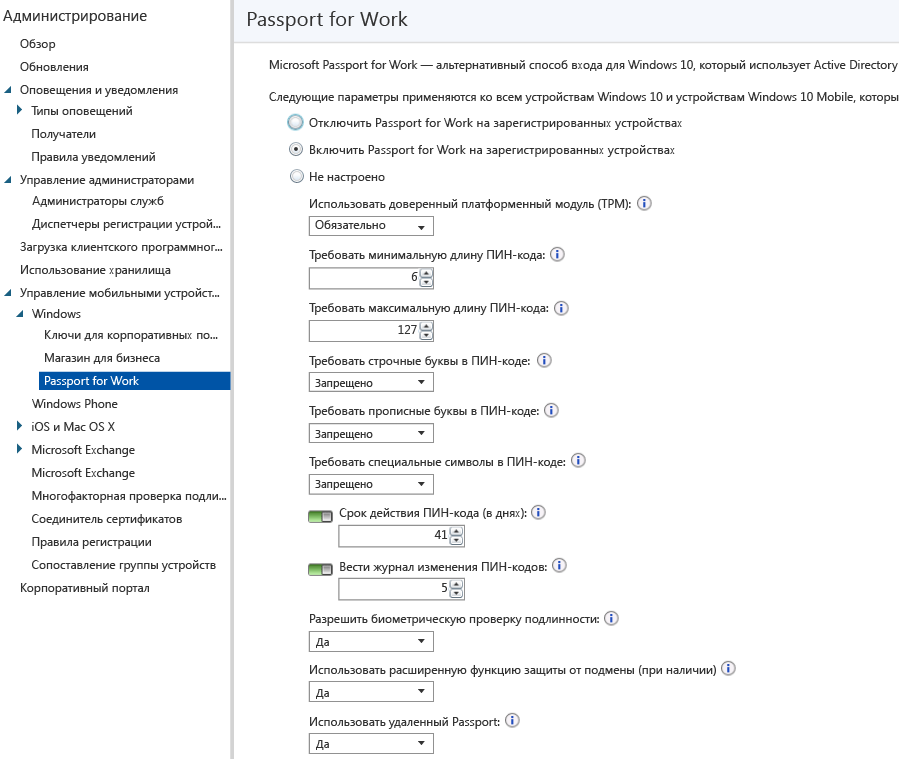 Администрирование
Обзор
Обновления
Оповещения и уведомления
Типы оповещений
Получатели
Правила уведомлений
Управление администраторами
Администраторы служб
Диспетчеры регистрации устрой...
Загрузка клиентского программног...
Использование хранилища
Управление мобильными устройст...
Windows
Ключи для корпоративных по...
Магазин для бизнеса
Passport for Work
Windows Phone
iOS и Mac OS X
Microsoft Exchange
Microsoft Exchange
Многофакторная проверка подли...
Соединитель сертификатов
Правила регистрации
Сопоставление группы устройств
Корпоративный портал
Passport for Work
Microsoft Passport for Work — альтернативный способ входа для Windows 10, который использует Active Directory
Следующие параметры применяются ко всем устройствам Windows 10 и устройствам Windows 10 Mobile, которы
Отключить Passport for Work на зарегистрированных устройствах
Включить Passport for Work на зарегистрированных устройствах
Не настроено
Использовать доверенный платформенный модуль (TPM):
Обязательно
Требовать минимальную длину ПИН-кода:
6
Требовать максимальную длину ПИН-кода:
127
Требовать строчные буквы в ПИН-коде:
Запрещено
Требовать прописные буквы в ПИН-коде:
Запрещено
Требовать специальные символы в ПИН-коде:
Запрещено
Срок действия ПИН-кода (в днях):
41
Вести журнал изменения ПИН-кодов:
5
Разрешить биометрическую проверку подлинности:
Да
Использовать расширенную функцию защиты от подмены (при наличии)
Да
Использовать удаленный Passport:
Да